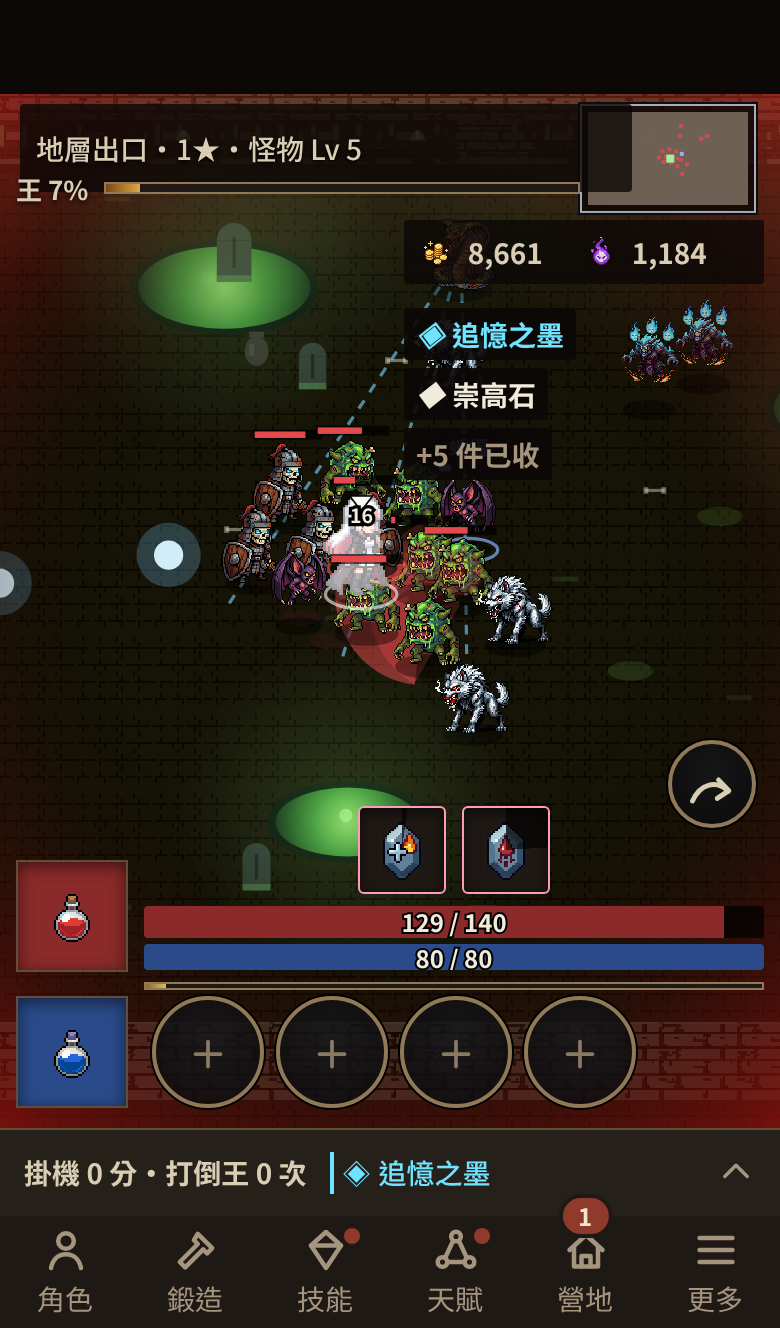 地層出口・1★・怪物 Lv 5
王 7%
8,661 1,184
◈ 追憶之墨
◆ 崇高石
+5 件已收
16
129 / 140
80 / 80
掛機 0 分・打倒王 0 次 ◈ 追憶之墨
1
角色 鍛造 技能 天賦 營地 更多